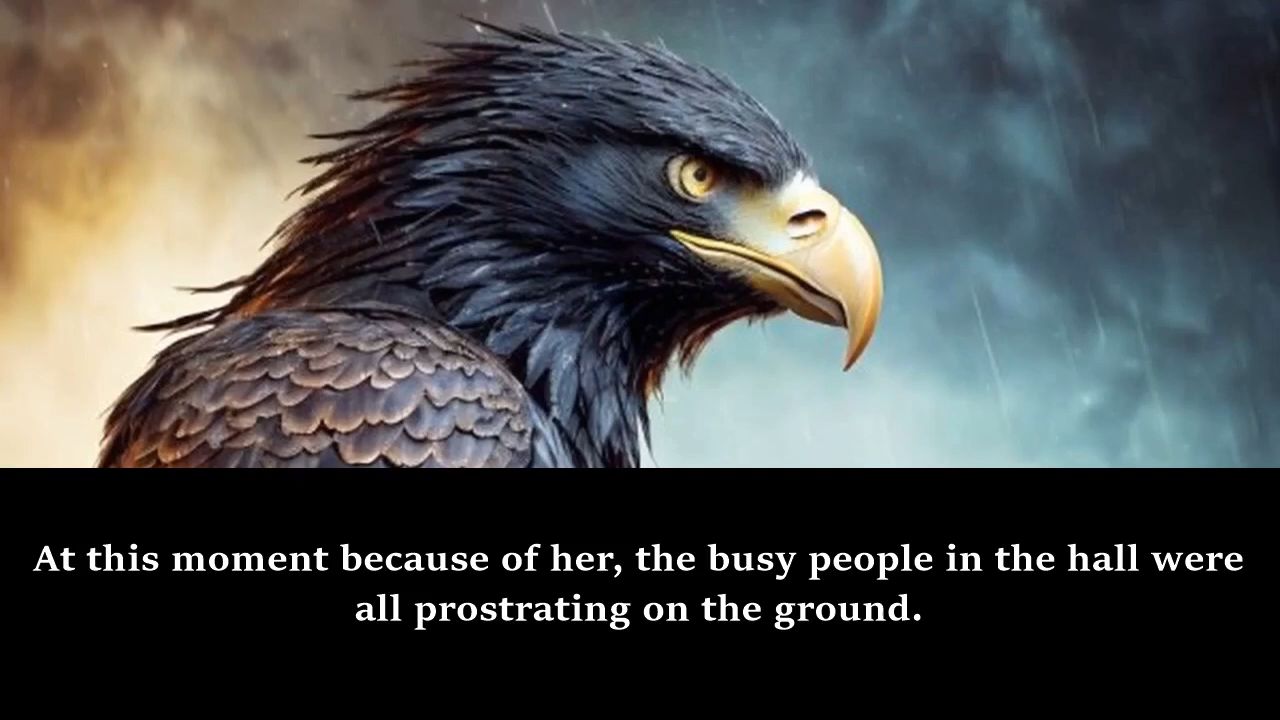 At this moment because of her, the busy people in the hall were
all prostrating on the ground.